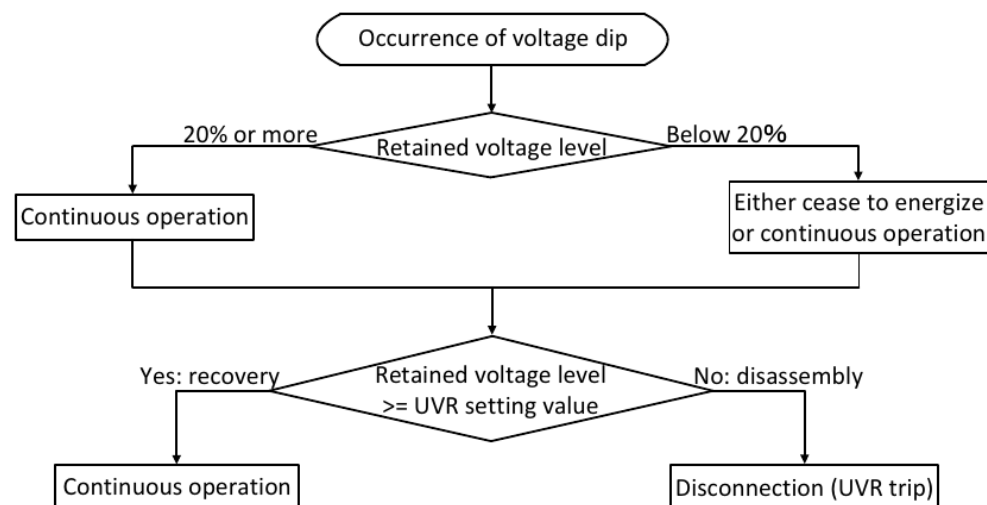 Occurrence of voltage dip
20% or more
Retained voltage level
Below 20%
Continuous operation
Either cease to energize
or continuous operation
Yes: recovery
Retained voltage level
>= UVR setting value
No: disassembly
Continuous operation
Disconnection (UVR trip)